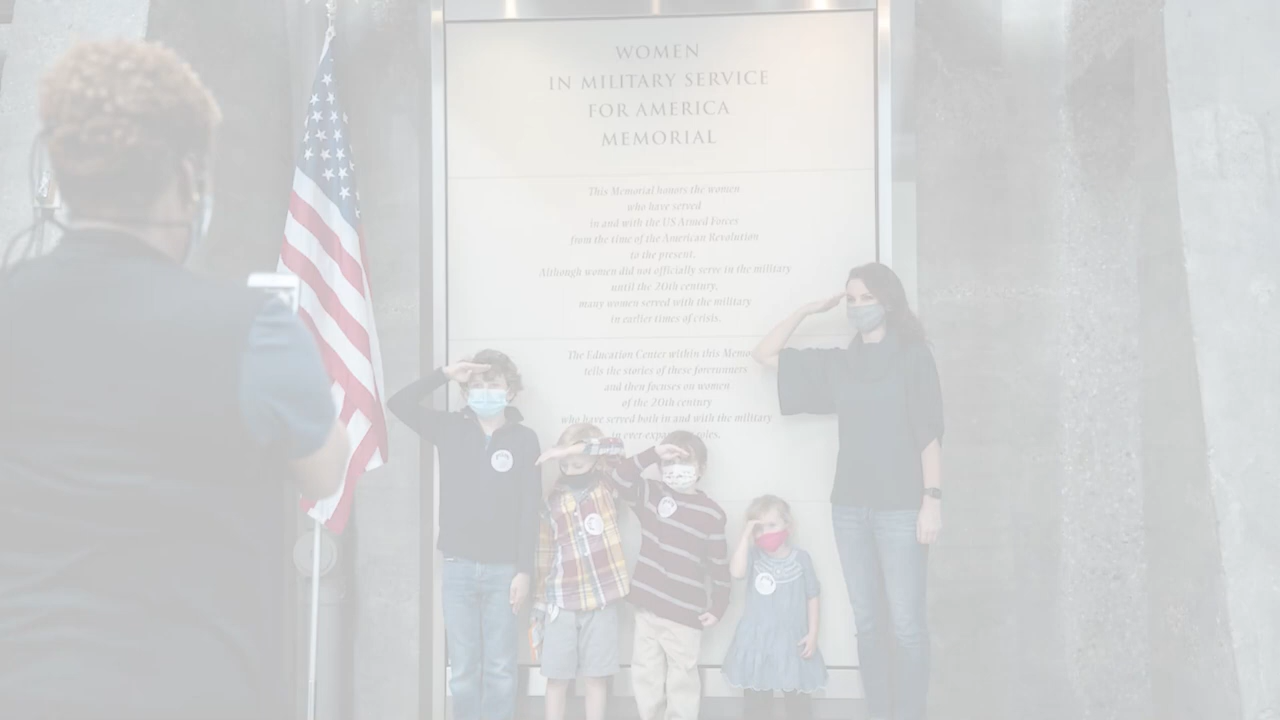 WOMEN
IN MILITARY SERVICE
FOR AMERICA
MEMORIAL
This Memorial honors the women
who have served
in and with the US Armed Forces
from the time of the American Revolution
to the present.
Although women did not officially serve in the military
until the 20th century,
many women served with the military
in earlier times of crisis.
The Education Center within this
tells the stories of these forerunners
and then focuses on women
of the 20th century
who have served both in and with the military
in